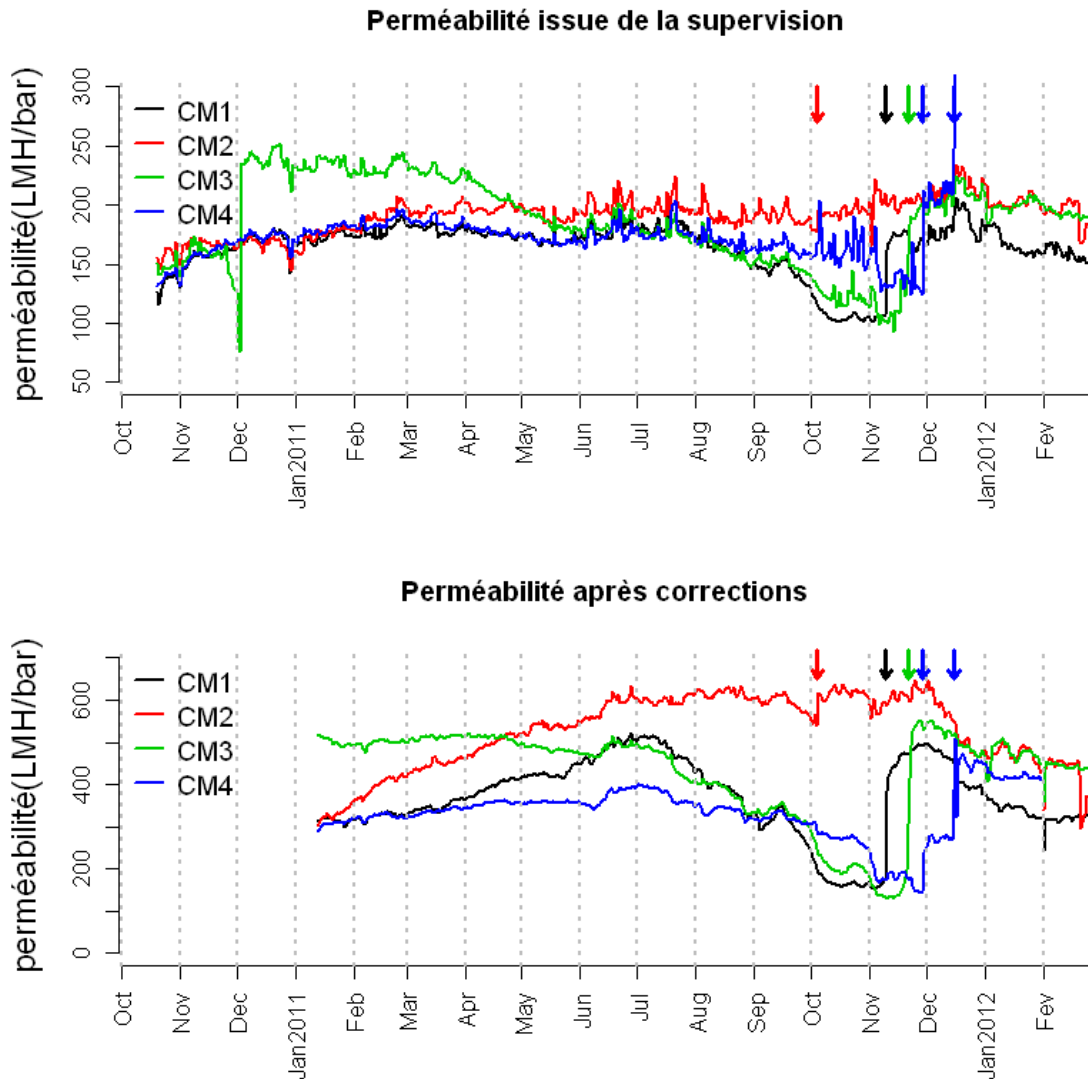 Perméabilité issue de la supervision
perméabilité(LMH/bar)
300
250
200
150
100
50
CM1
CM2
CM3
CM4
Oct
Nov
Dec
Jan2011
Feb
Mar
Apr
May
Jun
Jul
Aug
Sep
Oct
Nov
Dec
Jan2012
Fev
Perméabilité après corrections
perméabilité(LMH/bar)
600
400
200
0
CM1
CM2
CM3
CM4
Oct
Nov
Dec
Jan2011
Feb
Mar
Apr
May
Jun
Jul
Aug
Sep
Oct
Nov
Dec
Jan2012
Fev